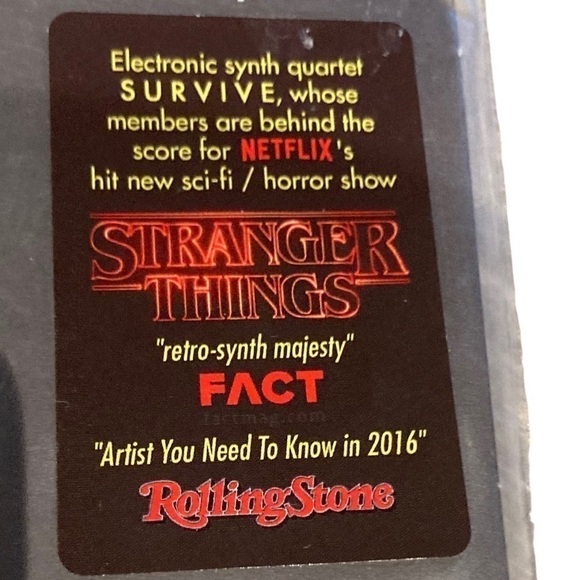 Electronic synth quartet
SURVIVE, whose
members are behind the
score for NETFLIX's
hit new sci-fi / horror show
STRANGER
THINGS
"retro-synth majesty"
FACT
factmag.com
"Artist You Need To Know in 2016"
RollingStone